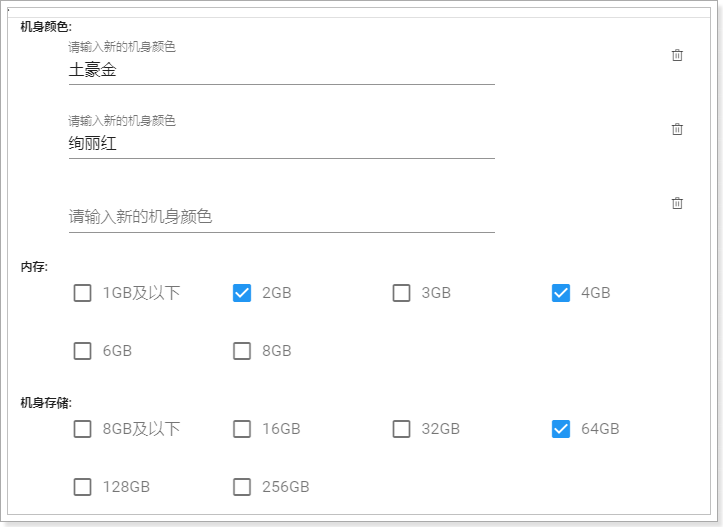 机身颜色:
请输入新的机身颜色
土豪金
请输入新的机身颜色
绚丽红
请输入新的机身颜色
内存:
1GB及以下 2GB 3GB 4GB
6GB 8GB
机身存储:
8GB及以下 16GB 32GB 64GB
128GB 256GB